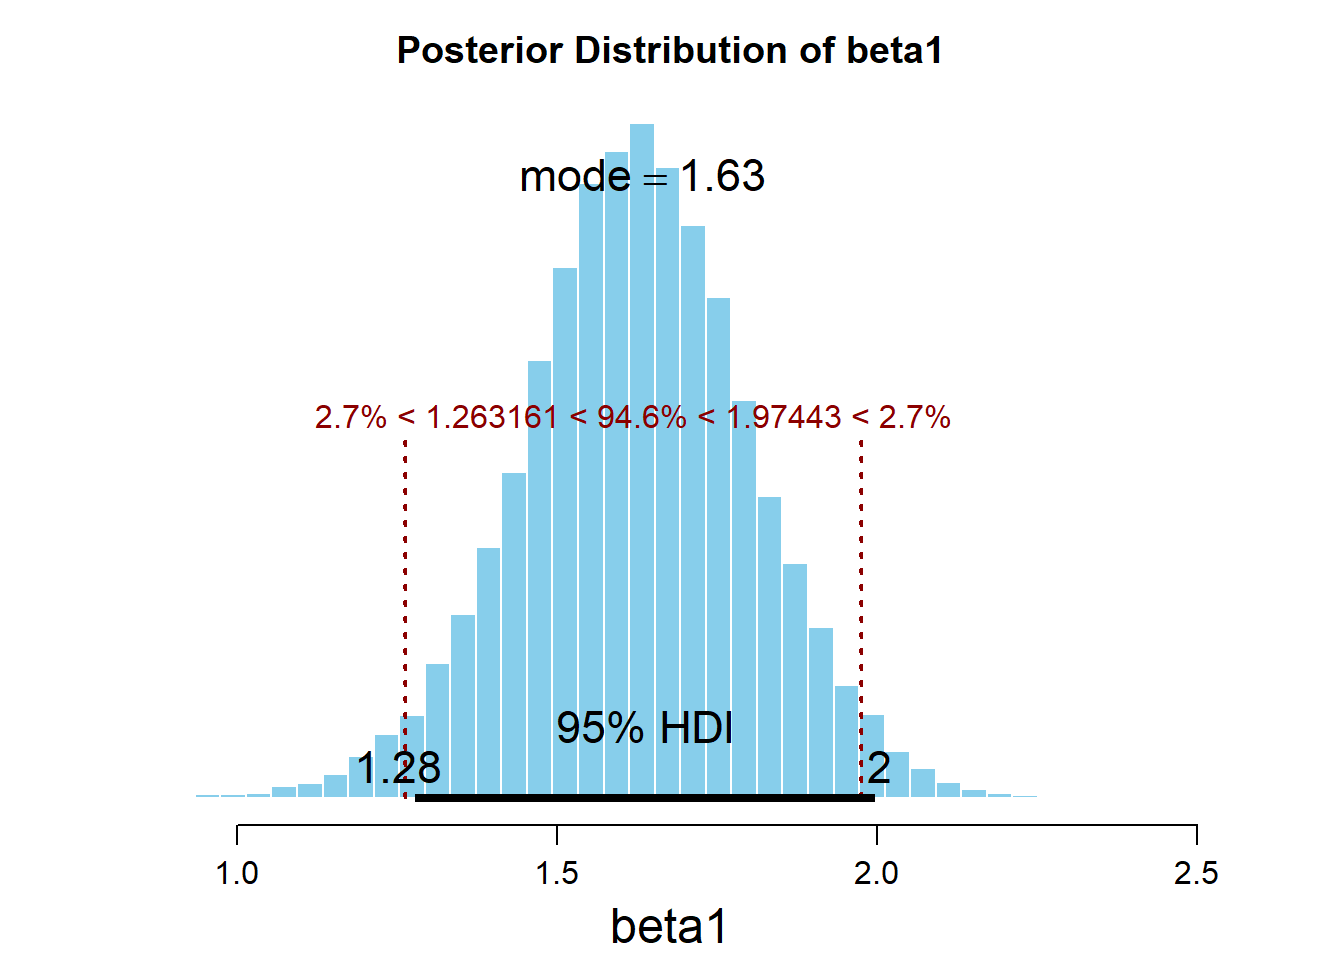 Posterior Distribution of beta1
mode = 1.63
2.7% < 1.263161 < 94.6% < 1.97443 < 2.7%
95% HDI
1.28 2
1.0 1.5 2.0 2.5
beta1